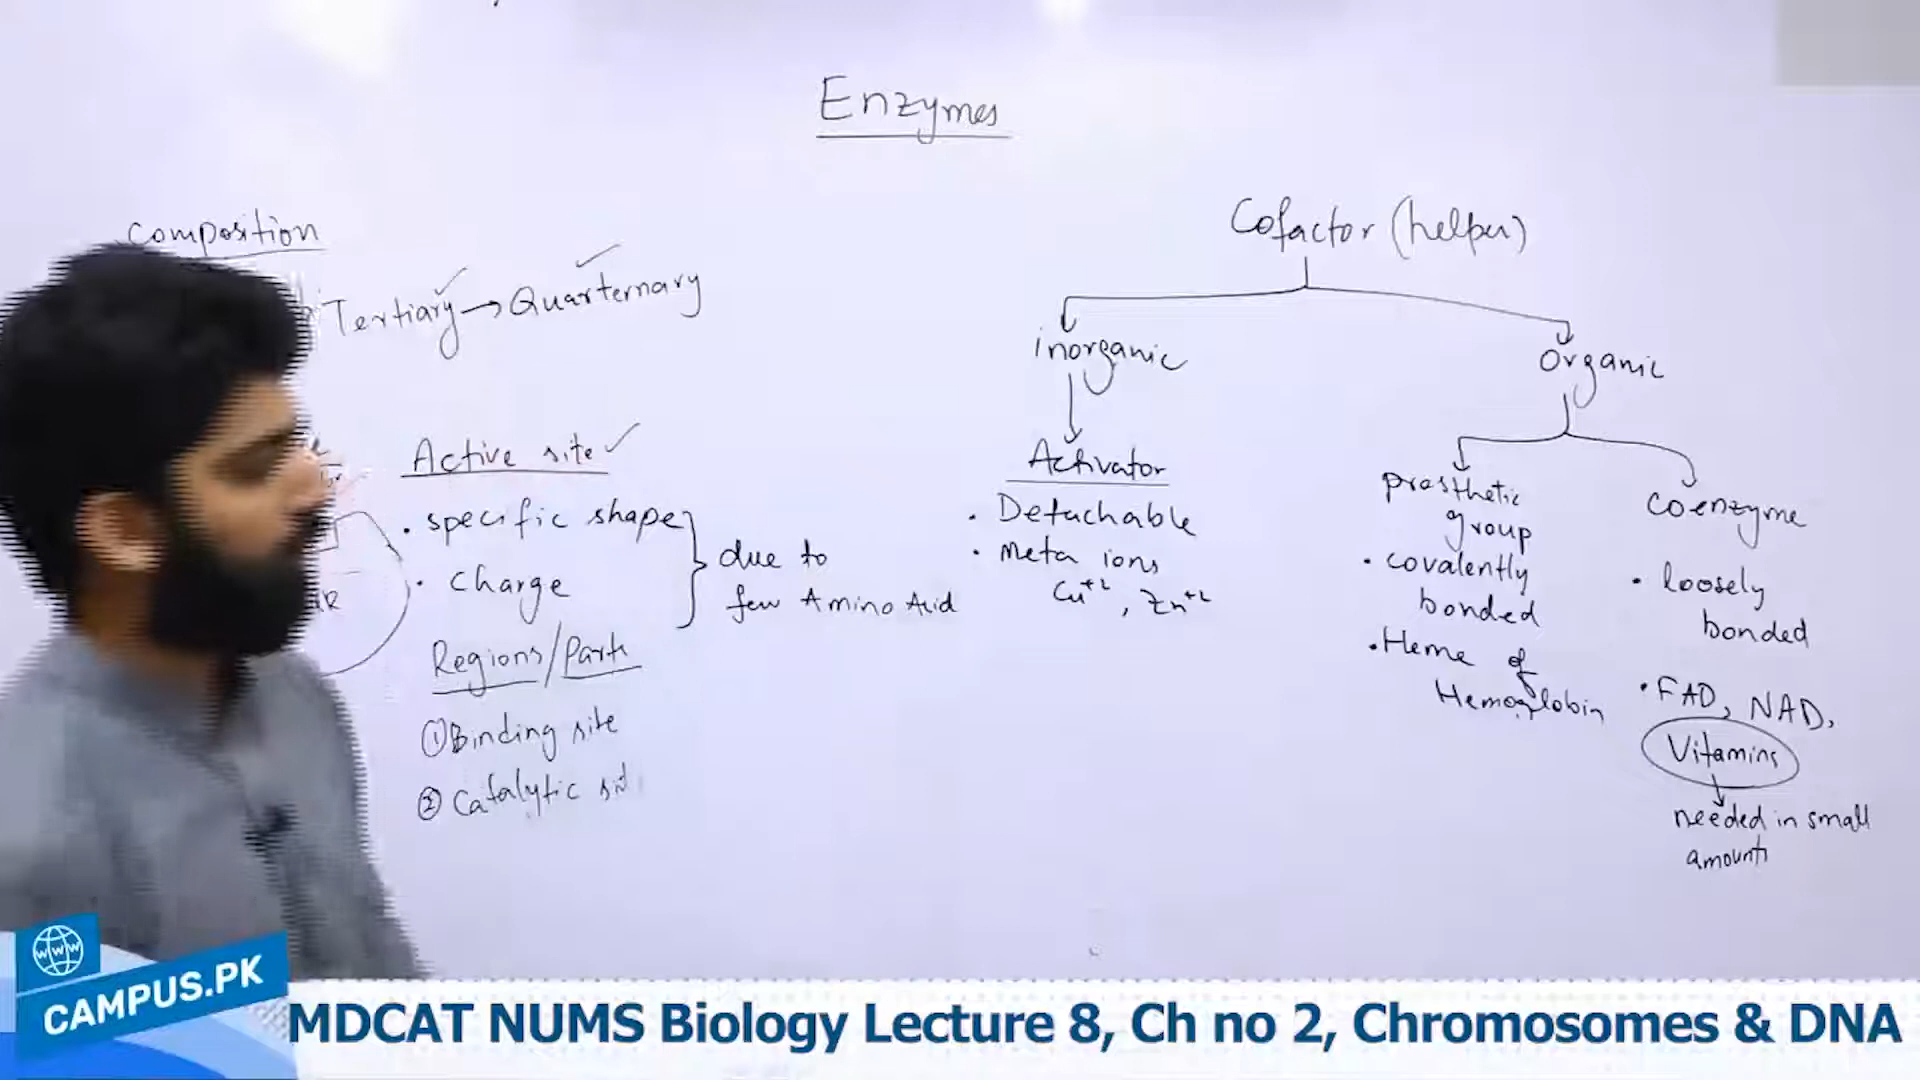 Enzymes
Composition
Tertiary → Quarternary
Active site ✓
• specific shape
• charge
due to
few Amino Acid
Regions/Parts
① Binding site
② Catalytic sit
Cofactor (helper)
inorganic
Activator
• Detachable
• meta ions
Cu+2, Zn+2
Organic
prosthetic
group
• covalently
bonded
• Heme of
Hemoglobin
coenzyme
• loosely
bonded
• FAD, NAD,
Vitamins
needed in small
amounts
www
CAMPUS.PK
MDCAT NUMS Biology Lecture 8, Ch no 2, Chromosomes & DNA